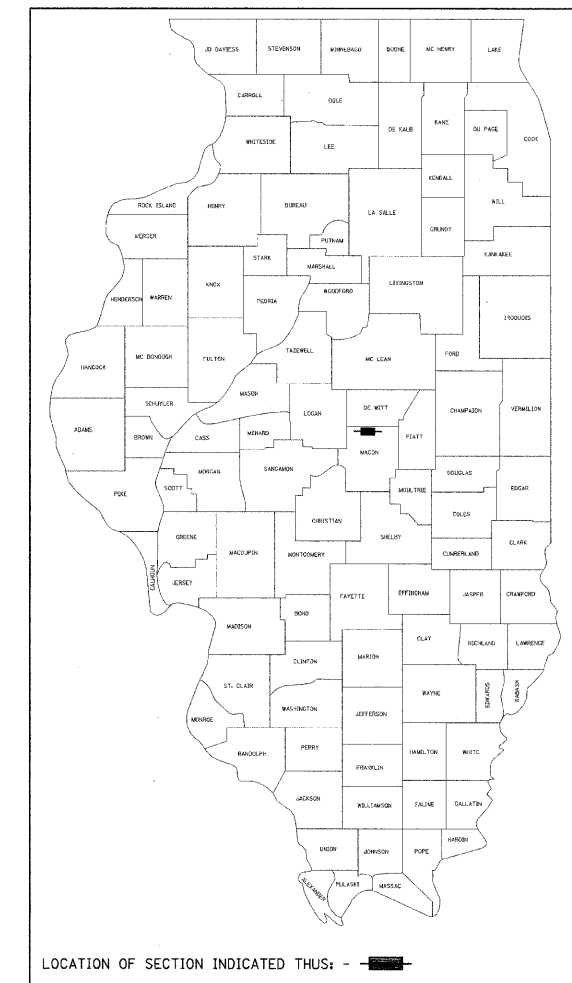 JO DAVIESS STEVENSON WINNEBAGO BOONE MC HENRY LAKE
CARROLL OGLE DE KALB KANE DU PAGE COOK
WHITESIDE LEE
KENDALL WILL
ROCK ISLAND HENRY BUREAU LA SALLE
MERCER PUTNAM GRUNDY
STARK MARSHALL KANKAKEE
HENDERSON WARREN KNOX PEORIA WOODFORD LIVINGSTON IROQUOIS
HANCOCK MC DONOUGH FULTON TAZEWELL MC LEAN FORD
SCHUYLER MASON LOGAN DE WITT CHAMPAIGN VERMILION
ADAMS BROWN CASS MENARD PIATT
MORGAN SANGAMON MACON DOUGLAS
PIKE SCOTT MOULTRIE EDGAR
CHRISTIAN COLES
GREENE MACOUPIN MONTGOMERY SHELBY CLARK
CUMBERLAND
CALHOUN JERSEY FAYETTE EFFINGHAM JASPER CRAWFORD
MADISON BOND
CLAY RICHLAND LAWRENCE
CLINTON MARION
ST. CLAIR WAYNE EDWARDS WABASH
MONROE WASHINGTON JEFFERSON
RANDOLPH PERRY HAMILTON WHITE
FRANKLIN
JACKSON WILLIAMSON SALINE GALLATIN
UNION JOHNSON POPE HARDIN
ALEXANDER PULASKI MASSAC
LOCATION OF SECTION INDICATED THUS: -